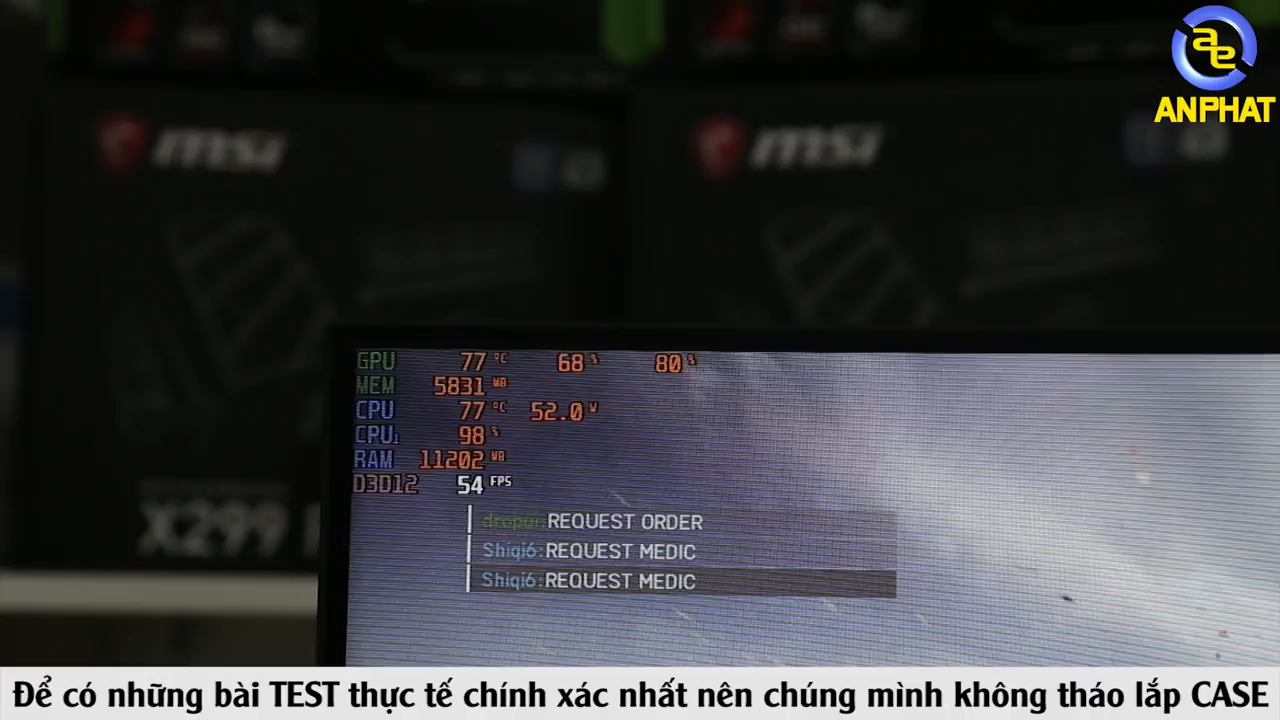 ae
ANPHAT
msi
msi
GPU 77 °C 68 % 80 %
MEM 5831 MB
CPU 77 °C 52.0 W
CPU1 98 %
RAM 11202 MB
D3D12 54 FPS
REQUEST ORDER
Shiqi6:REQUEST MEDIC
Shiqi6:REQUEST MEDIC
X299
Để có những bài TEST thực tế chính xác nhất nên chúng mình không tháo lắp CASE